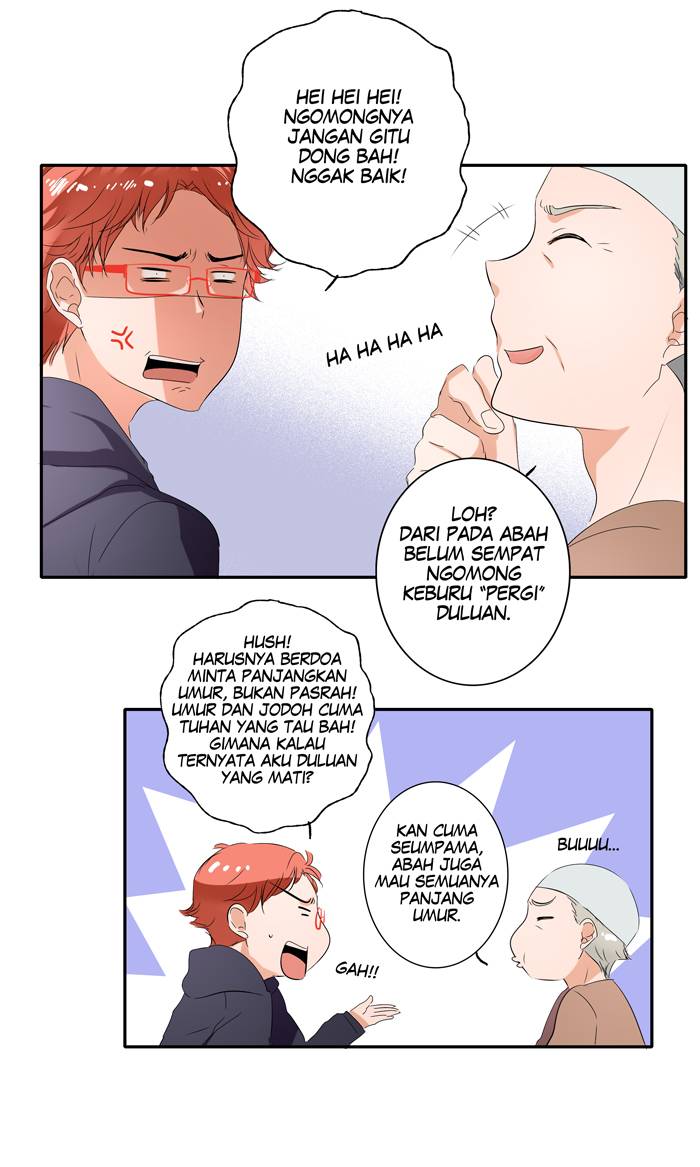 HEI HEI HEI!
NGOMONGNYA
JANGAN GITU
DONG BAH!
NGGAK BAIK!
HA HA HA HA
LOH?
DARI PADA ABAH
BELUM SEMPAT
NGOMONG
KEBURU "PERGI"
DULUAN.
HUSH!
HARUSNYA BERDOA
MINTA PANJANGKAN
UMUR, BUKAN PASRAH!
UMUR DAN JODOH CUMA
TUHAN YANG TAU BAH!
GIMANA KALAU
TERNYATA AKU DULUAN
YANG MATI?
GAH!!
KAN CUMA
SEUMPAMA,
ABAH JUGA
MAU SEMUANYA
PANJANG
UMUR.
BUUUU...